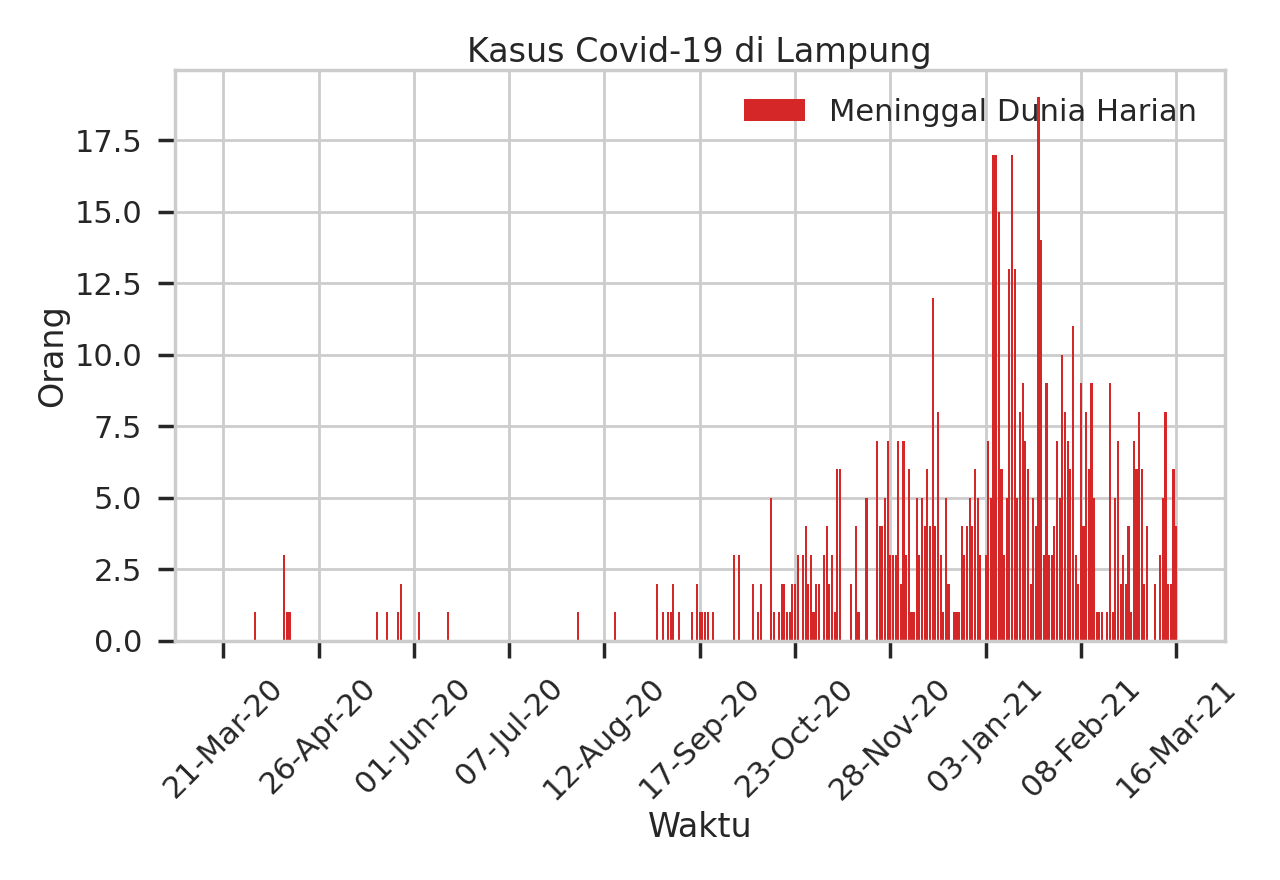 Kasus Covid-19 di Lampung
Meninggal Dunia Harian
17.5
15.0
12.5
10.0
7.5
5.0
2.5
0.0
Orang
21-Mar-20
26-Apr-20
01-Jun-20
07-Jul-20
12-Aug-20
17-Sep-20
23-Oct-20
28-Nov-20
03-Jan-21
08-Feb-21
16-Mar-21
Waktu